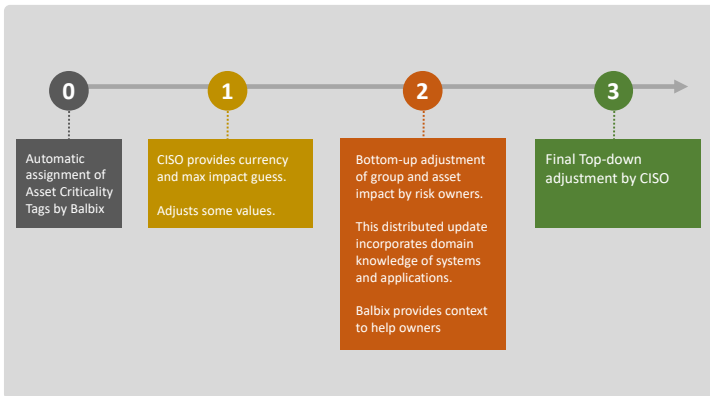 0
1
2
3
Automatic
assignment of
Asset Criticality
Tags by Balbix
CISO provides currency
and max impact guess.
Adjusts some values.
Bottom-up adjustment
of group and asset
impact by risk owners.
This distributed update
incorporates domain
knowledge of systems
and applications.
Balbix provides context
to help owners
Final Top-down
adjustment by CISO